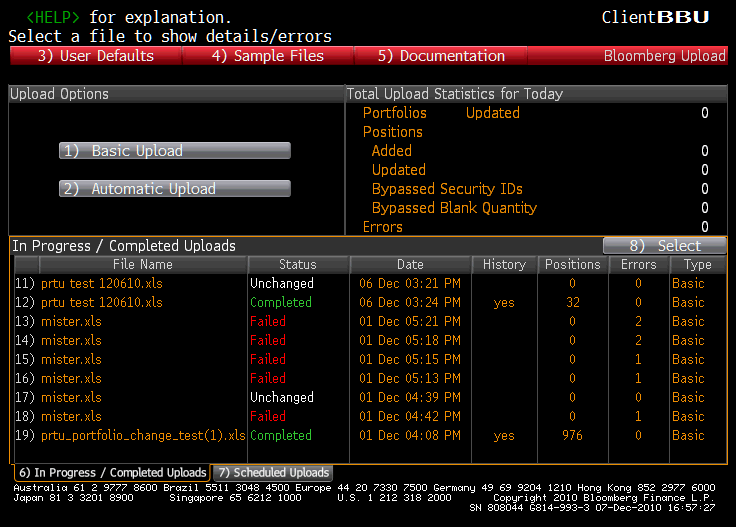 <HELP> for explanation. ClientBBU
Select a file to show details/errors
3) User Defaults 4) Sample Files 5) Documentation Bloomberg Upload
Upload Options Total Upload Statistics for Today
Portfolios Updated 0
Positions
1) Basic Upload Added 0
Updated 0
2) Automatic Upload Bypassed Security IDs 0
Bypassed Blank Quantity 0
Errors 0
In Progress / Completed Uploads 8) Select
File Name Status Date History Positions Errors Type
11) prtu test 120610.xls Unchanged 06 Dec 03:21 PM 0 0 Basic
12) prtu test 120610.xls Completed 06 Dec 03:24 PM yes 32 0 Basic
13) mister.xls Failed 01 Dec 05:21 PM 0 2 Basic
14) mister.xls Failed 01 Dec 05:18 PM 0 2 Basic
15) mister.xls Failed 01 Dec 05:15 PM 0 1 Basic
16) mister.xls Failed 01 Dec 05:13 PM 0 1 Basic
17) mister.xls Unchanged 01 Dec 04:39 PM 0 0 Basic
18) mister.xls Failed 01 Dec 04:42 PM 0 1 Basic
19) prtu_portfolio_change_test(1).xls Completed 01 Dec 04:08 PM yes 976 0 Basic
6) In Progress / Completed Uploads 7) Scheduled Uploads
Australia 61 2 9777 8600 Brazil 5511 3048 4500 Europe 44 20 7330 7500 Germany 49 69 9204 1210 Hong Kong 852 2977 6000
Japan 81 3 3201 8900 Singapore 65 6212 1000 U.S. 1 212 318 2000 Copyright 2010 Bloomberg Finance L.P.
SN 808044 G814-993-3 07-Dec-2010 16:57:27